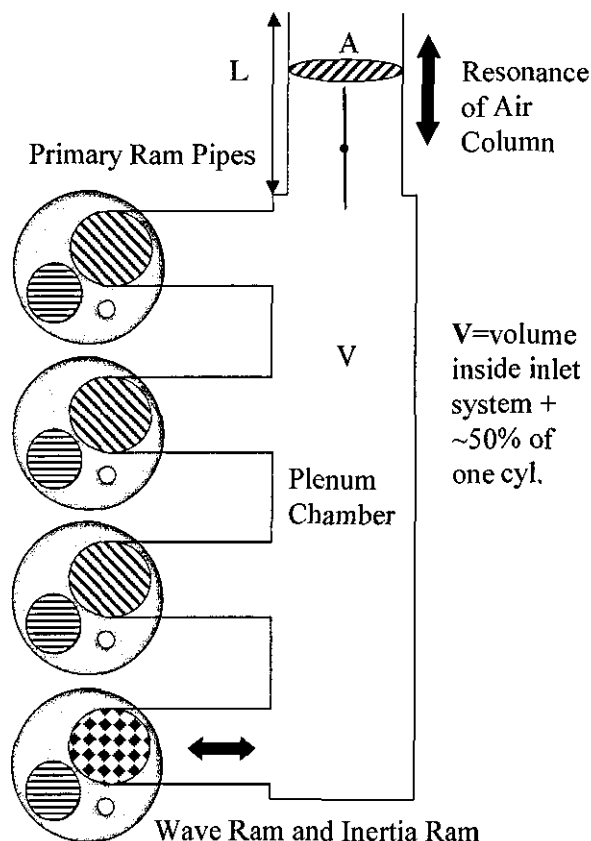 A
L
Resonance
of Air
Column
Primary Ram Pipes
V
V=volume
inside inlet
system +
~50% of
one cyl.
Plenum
Chamber
Wave Ram and Inertia Ram